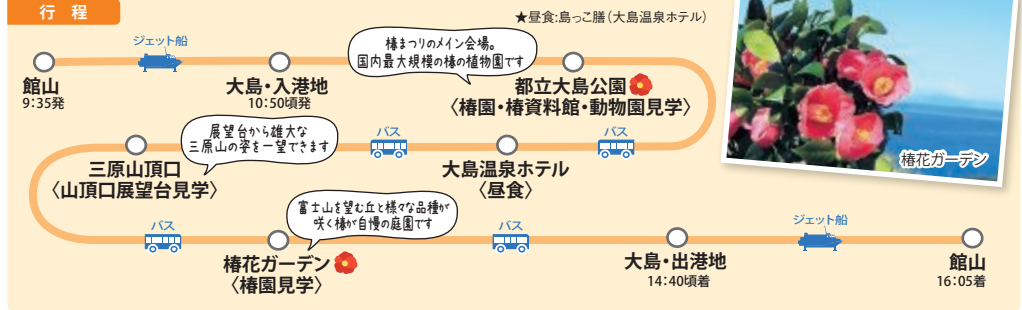 行 程
★昼食:島っこ膳(大島温泉ホテル)
ジェット船
椿まつりのメイン会場。
国内最大規模の椿の植物園です
館山
9:35発
大島・入港地
10:50頃発
都立大島公園
〈椿園・椿資料館・動物園見学〉
展望台から雄大な
三原山の姿を一望できます
バス
バス
三原山頂口
〈山頂口展望台見学〉
大島温泉ホテル
〈昼食〉
椿花ガーデン
富士山を望む丘と様々な品種が
咲く椿が自慢の庭園です
バス
バス
ジェット船
椿花ガーデン
〈椿園見学〉
大島・出港地
14:40頃着
館山
16:05着